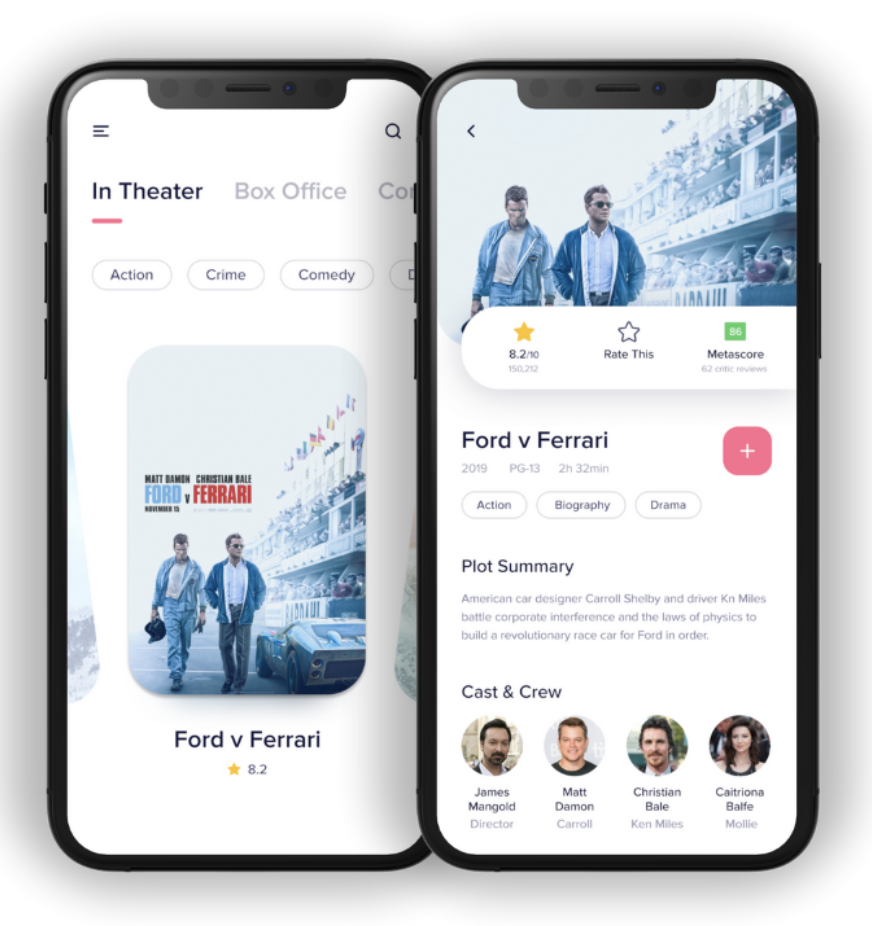 In Theater
Box Office
Action
Crime
Comedy
MATT DAMON CHRISTIAN BALE
FORD v FERRARI
NOVEMBER 15
Ford v Ferrari
8.2
8.2/10
150,212
Rate This
86
Metascore
62 critic reviews
Ford v Ferrari
2019 PG-13 2h 32min
Action
Biography
Drama
Plot Summary
American car designer Carroll Shelby and driver Kn Miles
battle corporate interference and the laws of physics to
build a revolutionary race car for Ford in order.
Cast & Crew
James
Mangold
Director
Matt
Damon
Carroll
Christian
Bale
Ken Miles
Caitriona
Balfe
Mollie